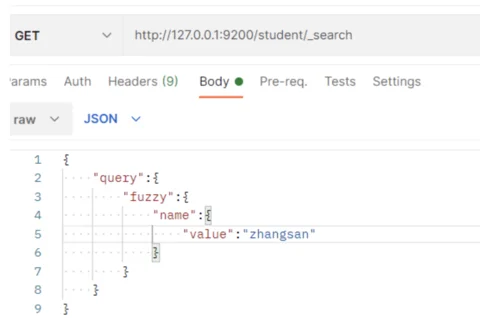 GET http://127.0.0.1:9200/student/_search
arams Auth Headers (9) Body Pre-req. Tests Settings
raw JSON
1 {
2 "query":{
3 "fuzzy":{
4 "name":{
5 "value":"zhangsan"
6 }
7 }
8 }
9 }